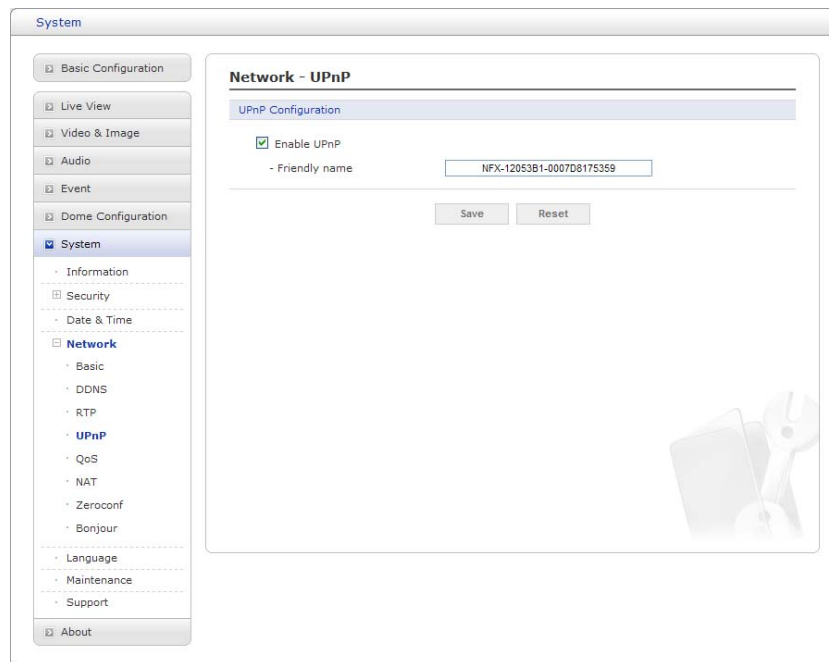 System
Basic Configuration
Live View
Video & Image
Audio
Event
Dome Configuration
System
Information
Security
Date & Time
Network
Basic
DDNS
RTP
UPnP
QoS
NAT
Zeroconf
Bonjour
Language
Maintenance
Support
About
Network - UPnP
UPnP Configuration
Enable UPnP
- Friendly name NFX-12053B1-0007D8175359
Save Reset